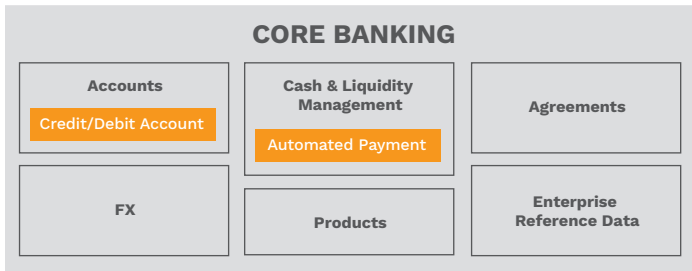 CORE BANKING
Accounts
Credit/Debit Account
Cash & Liquidity
Management
Automated Payment
Agreements
FX
Products
Enterprise
Reference Data